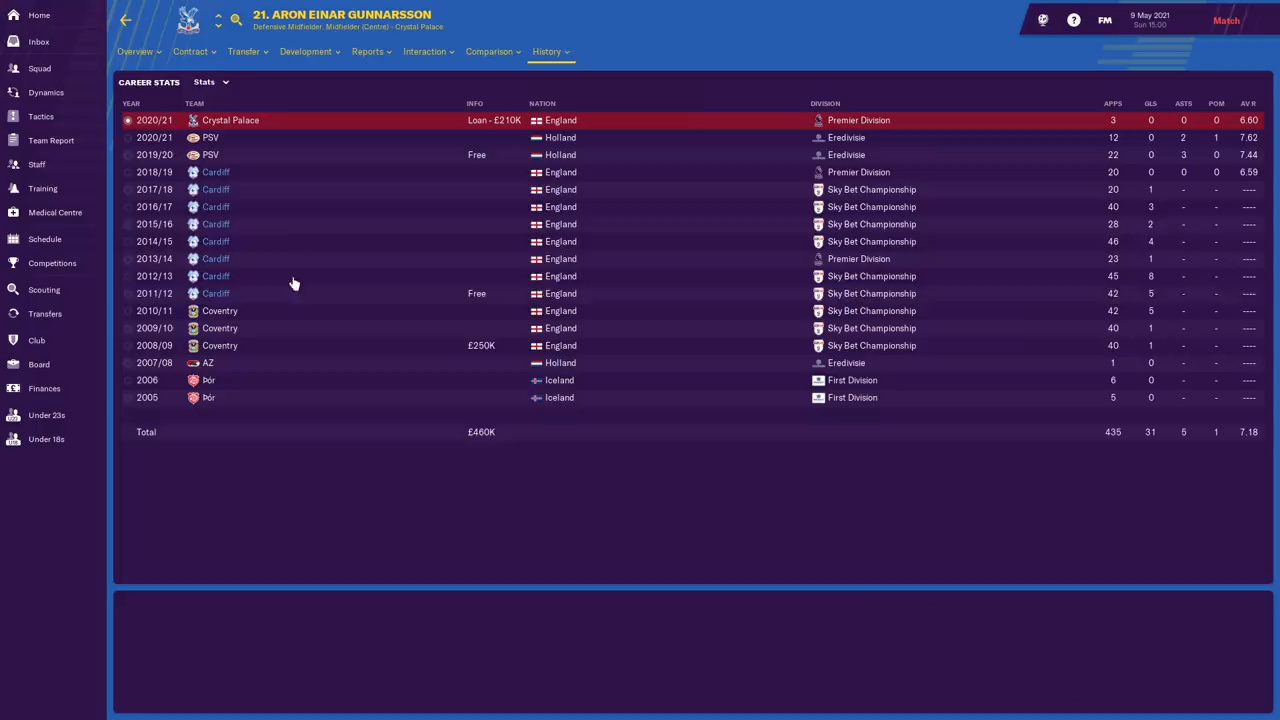 Home
Inbox
Squad
Dynamics
Tactics
Team Report
Staff
Training
Medical Centre
Schedule
Competitions
Scouting
Transfers
Club
Board
Finances
Under 23s
Under 18s
21. ARON EINAR GUNNARSSON
Defensive Midfielder, Midfielder (Centre) - Crystal Palace
? FM 9 May 2021
Sun 15:00
Match
Overview Contract Transfer Development Reports Interaction Comparison History
CAREER STATS Stats
YEAR TEAM INFO NATION DIVISION APPS GLS ASTS POM AV R
2020/21 Crystal Palace Loan - £210K England Premier Division 3 0 0 0 6.60
2020/21 PSV Holland Eredivisie 12 0 2 1 7.62
2019/20 PSV Free Holland Eredivisie 22 0 3 0 7.44
2018/19 Cardiff England Premier Division 20 0 0 0 6.59
2017/18 Cardiff England Sky Bet Championship 20 1 - - ----
2016/17 Cardiff England Sky Bet Championship 40 3 - - ----
2015/16 Cardiff England Sky Bet Championship 28 2 - - ----
2014/15 Cardiff England Sky Bet Championship 46 4 - - ----
2013/14 Cardiff England Premier Division 23 1 - - ----
2012/13 Cardiff England Sky Bet Championship 45 8 - - ----
2011/12 Cardiff Free England Sky Bet Championship 42 5 - - ----
2010/11 Coventry England Sky Bet Championship 42 5 - - ----
2009/10 Coventry England Sky Bet Championship 40 1 - - ----
2008/09 Coventry £250K England Sky Bet Championship 40 1 - - ----
2007/08 AZ Holland Eredivisie 1 0 - - ----
2006 Þór Iceland First Division 6 0 - - ----
2005 Þór Iceland First Division 5 0 - - ----
Total £460K 435 31 5 1 7.18